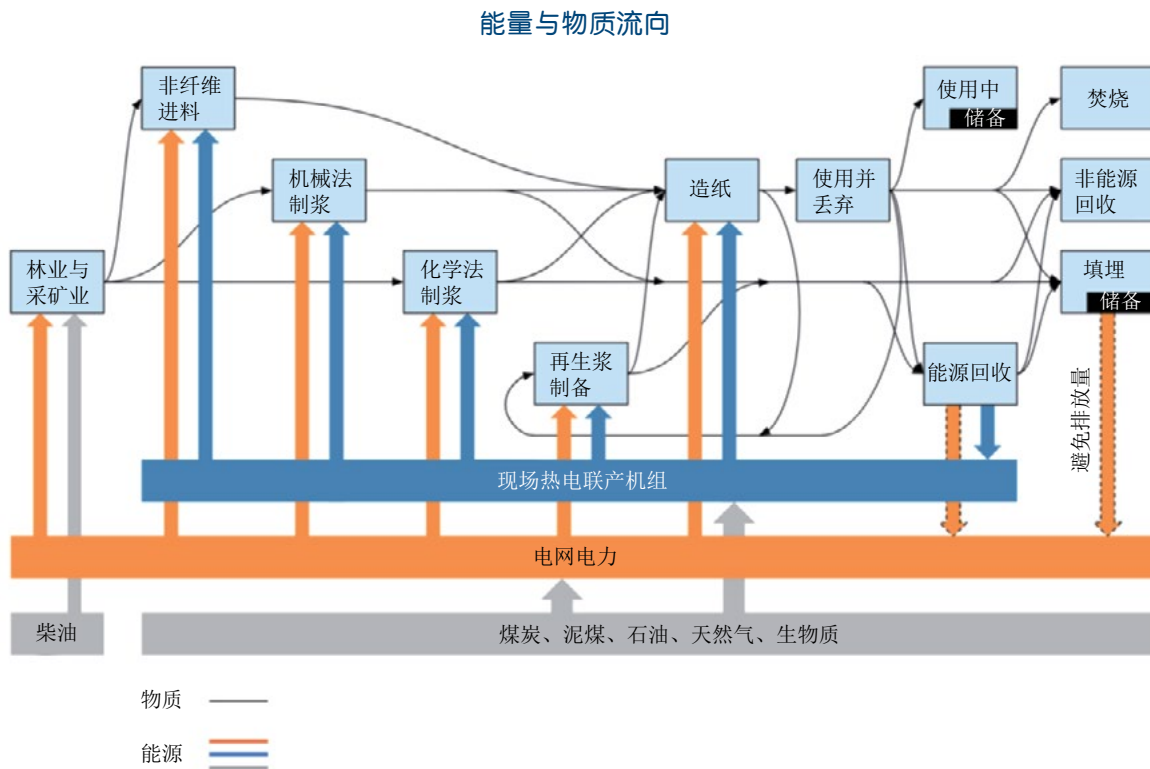 能量与物质流向
非纤维
进料
使用中
储备
焚烧
机械法
制浆
造纸
使用并
丢弃
非能源
回收
林业与
采矿业
化学法
制浆
填埋
储备
再生浆
制备
能源回收
避免排放量
现场热电联产机组
电网电力
柴油
煤炭、泥煤、石油、天然气、生物质
物质
能源